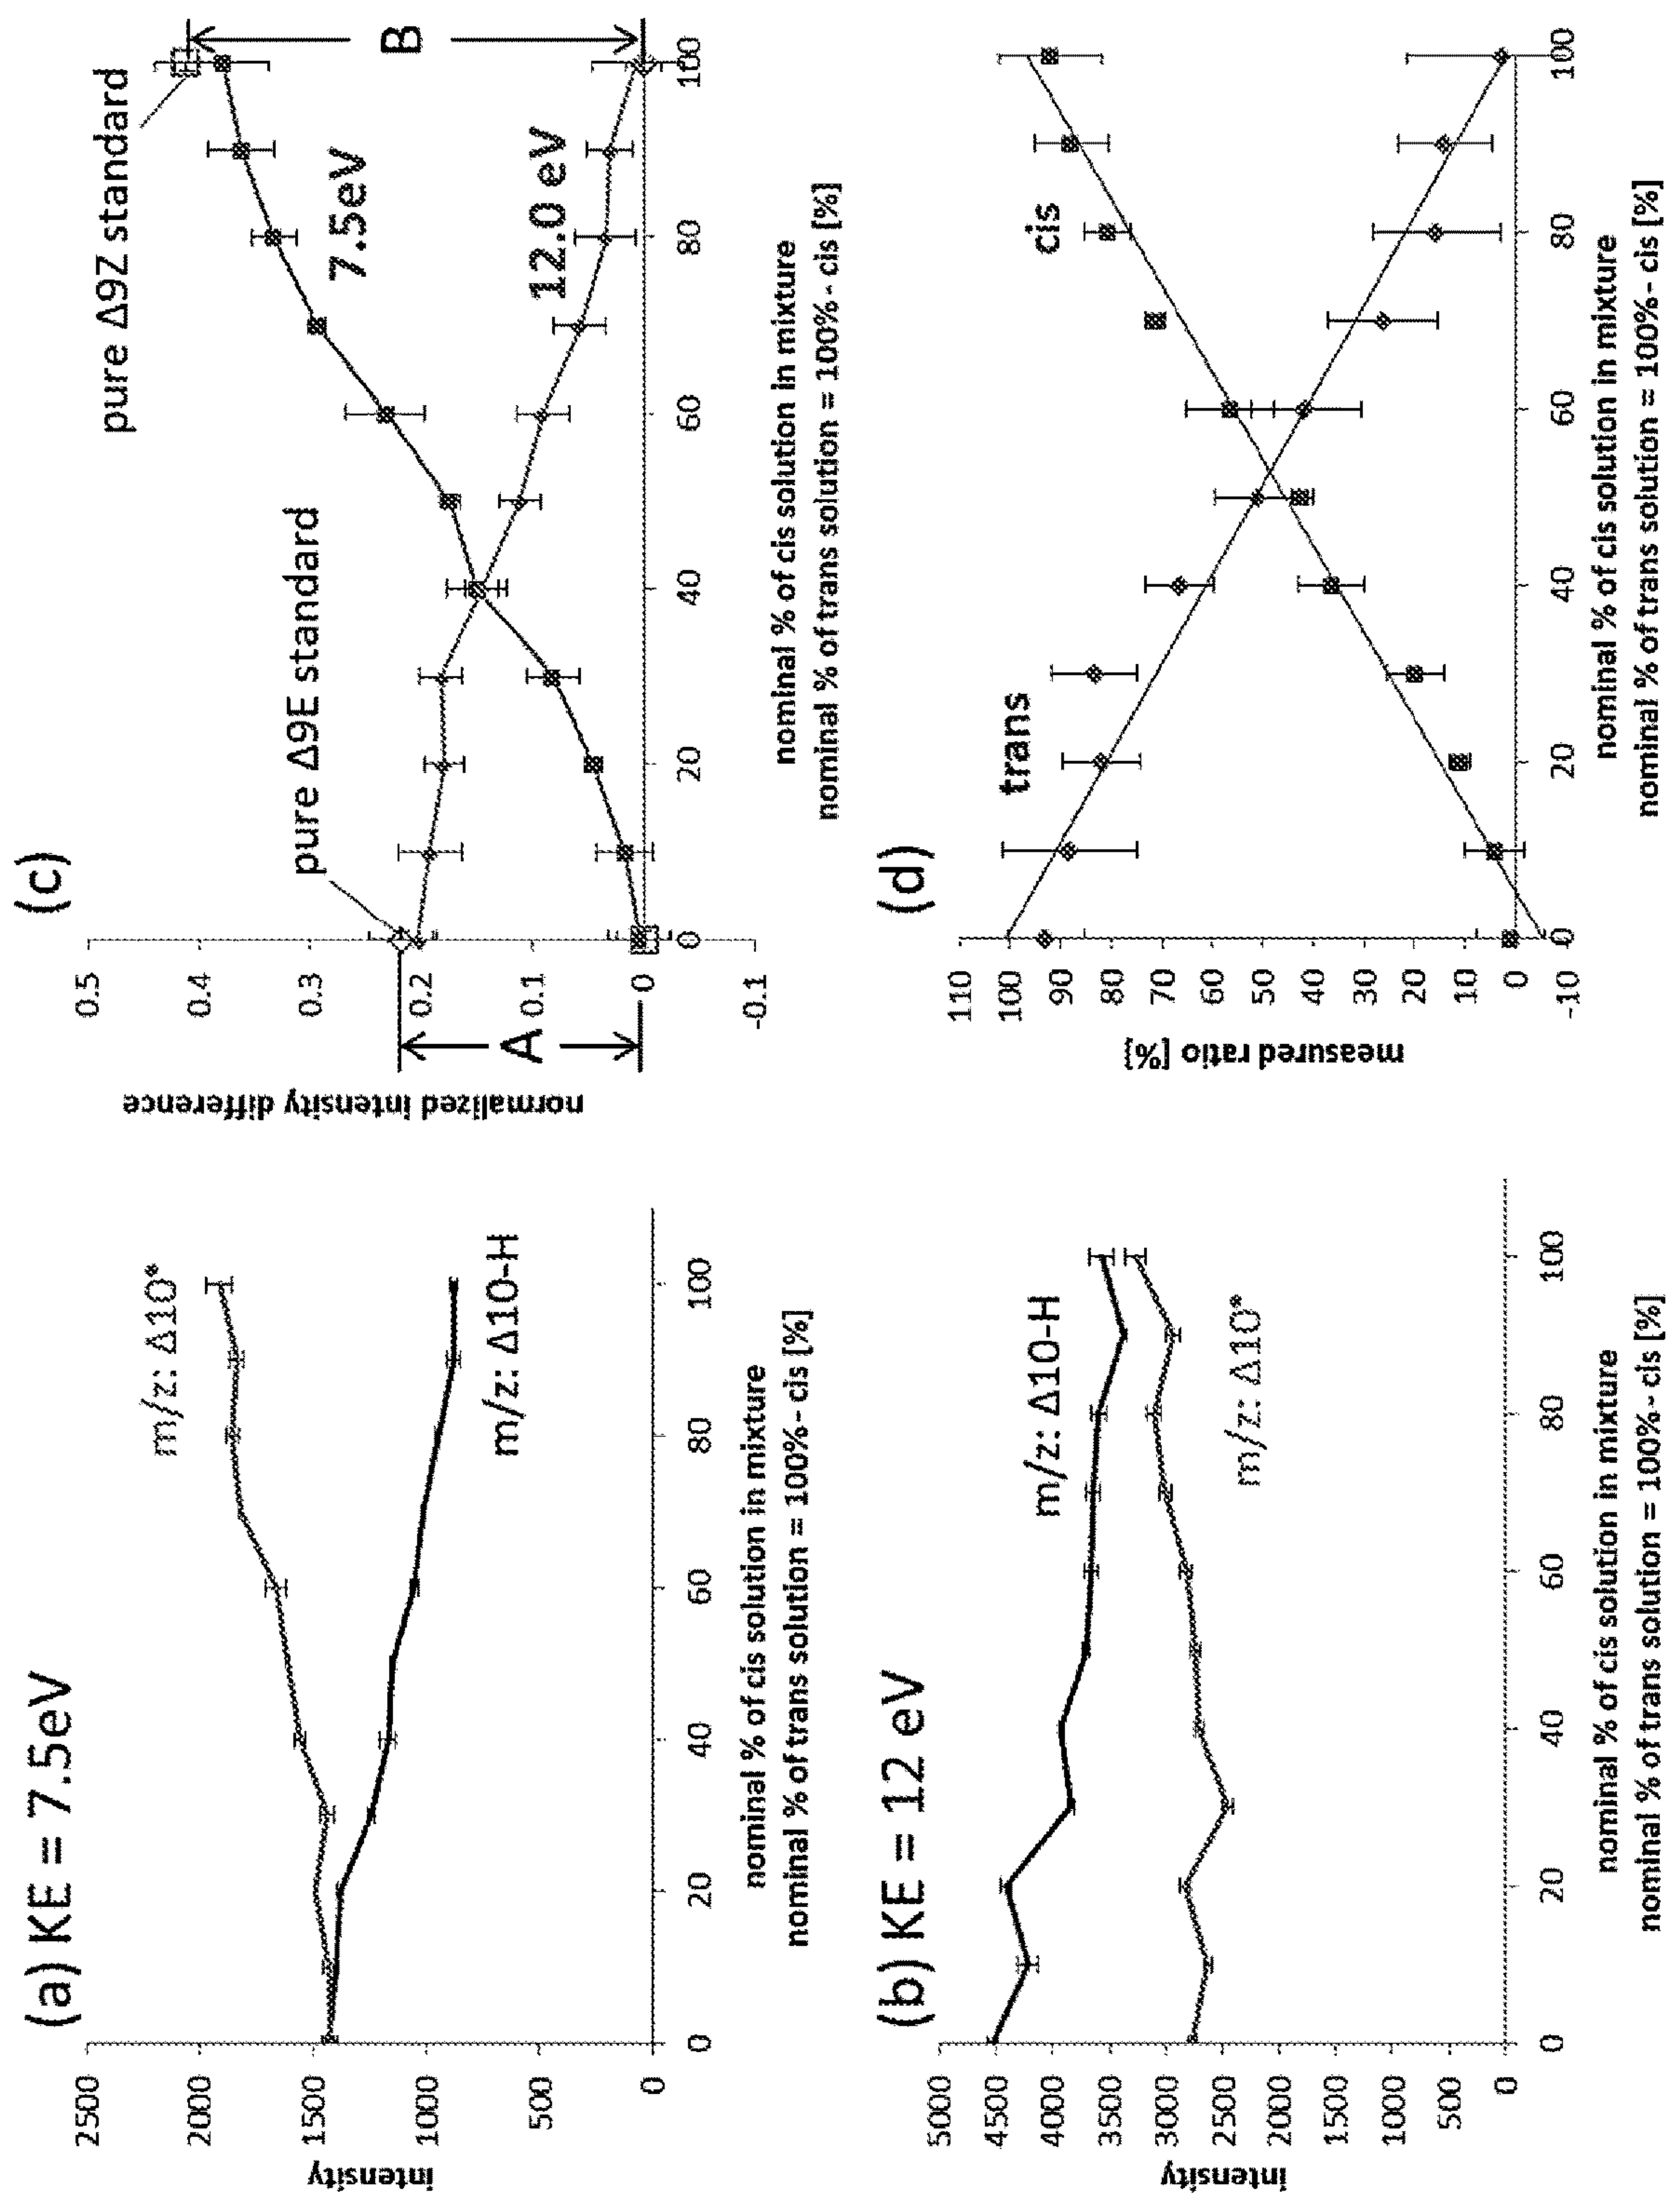 (a) KE = 7.5eV
2500
2000
1500
1000
500
0
intensity
m/z: Δ10•
m/z: Δ10-H
0 20 40 60 80 100
nominal % of cis solution in mixture
nominal % of trans solution = 100% - cis [%]
(b) KE = 12 eV
5000
4500
4000
3500
3000
2500
2000
1500
1000
500
0
intensity
m/z: Δ10-H
m/z: Δ10•
0 20 40 60 80 100
nominal % of cis solution in mixture
nominal % of trans solution = 100% - cis [%]
(c)
0.5
0.4
0.3
0.2
0.1
0
-0.1
normalized intensity difference
A
pure Δ9E standard
pure Δ9Z standard
7.5eV
12.0 eV
B
0 20 40 60 80 100
nominal % of cis solution in mixture
nominal % of trans solution = 100% - cis [%]
(d)
110
100
90
80
70
60
50
40
30
20
10
0
-10
measured ratio [%]
trans
cis
0 20 40 60 80 100
nominal % of cis solution in mixture
nominal % of trans solution = 100% - cis [%]